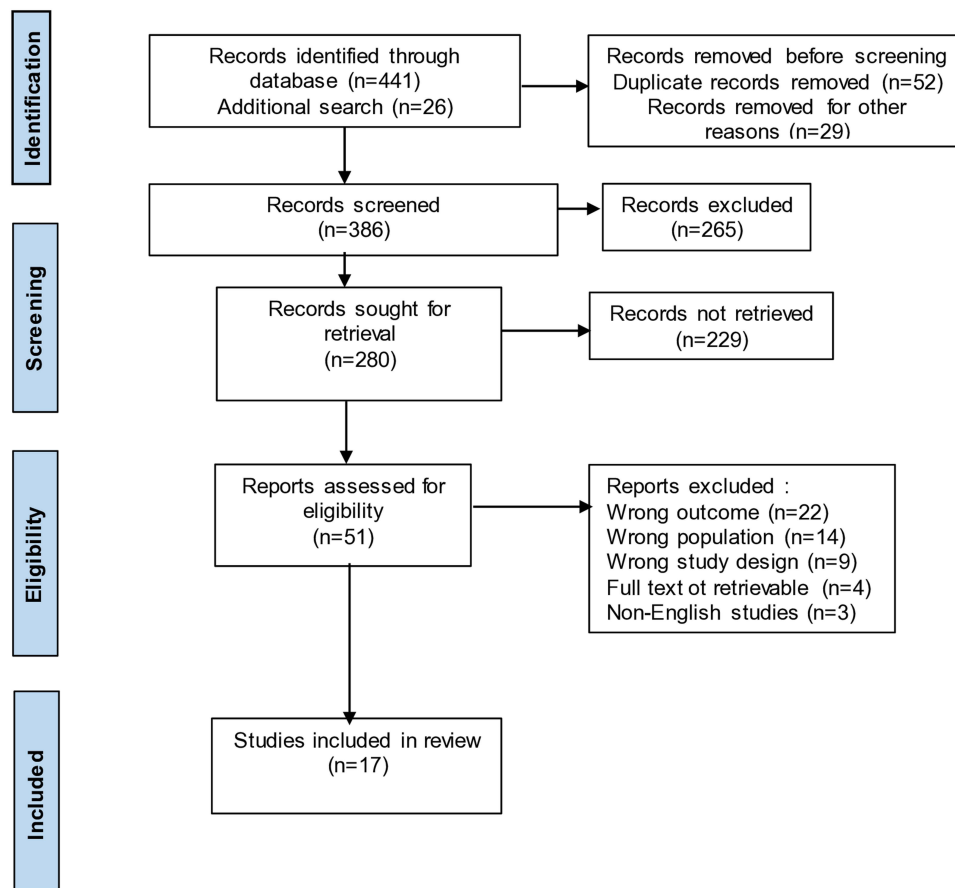 Identification
Records identified through
database (n=441)
Additional search (n=26)
Records removed before screening
Duplicate records removed (n=52)
Records removed for other
reasons (n=29)
Screening
Records screened
(n=386)
Records excluded
(n=265)
Records sought for
retrieval
(n=280)
Records not retrieved
(n=229)
Eligibility
Reports assessed for
eligibility
(n=51)
Reports excluded :
Wrong outcome (n=22)
Wrong population (n=14)
Wrong study design (n=9)
Full text ot retrievable (n=4)
Non-English studies (n=3)
Included
Studies included in review
(n=17)